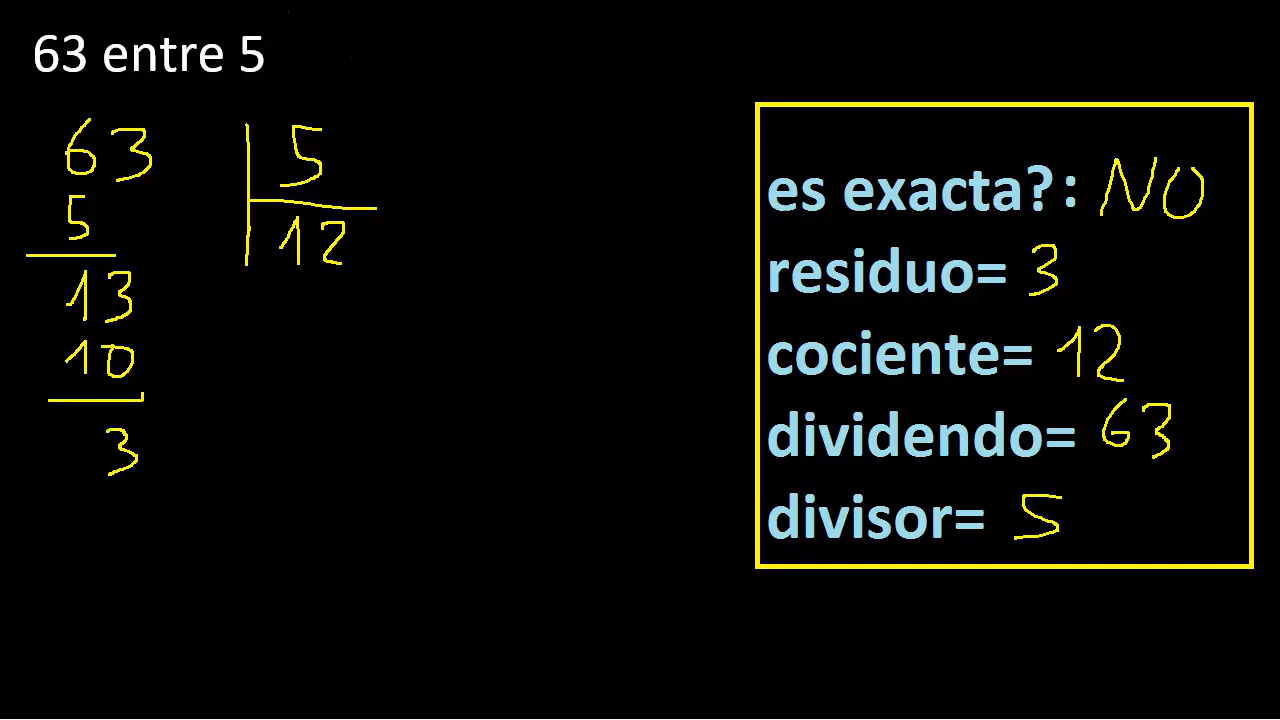 63 entre 5
63 5
5 12
13
10
3
es exacta?: NO
residuo= 3
cociente= 12
dividendo= 63
divisor= 5